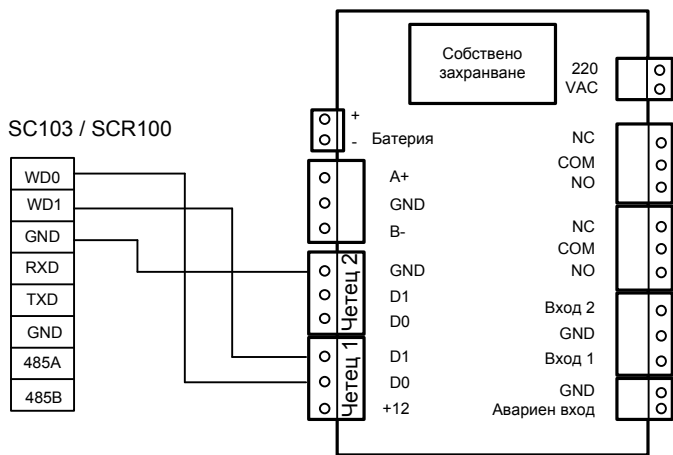 Собствено
захранване
220
VAC
+
- Батерия
SC103 / SCR100
WD0
WD1
GND
RXD
TXD
GND
485A
485B
A+
GND
B-
Четец 2
GND
D1
D0
Четец 1
D1
D0
+12
NC
COM
NO
NC
COM
NO
Вход 2
GND
Вход 1
GND
Авариен вход